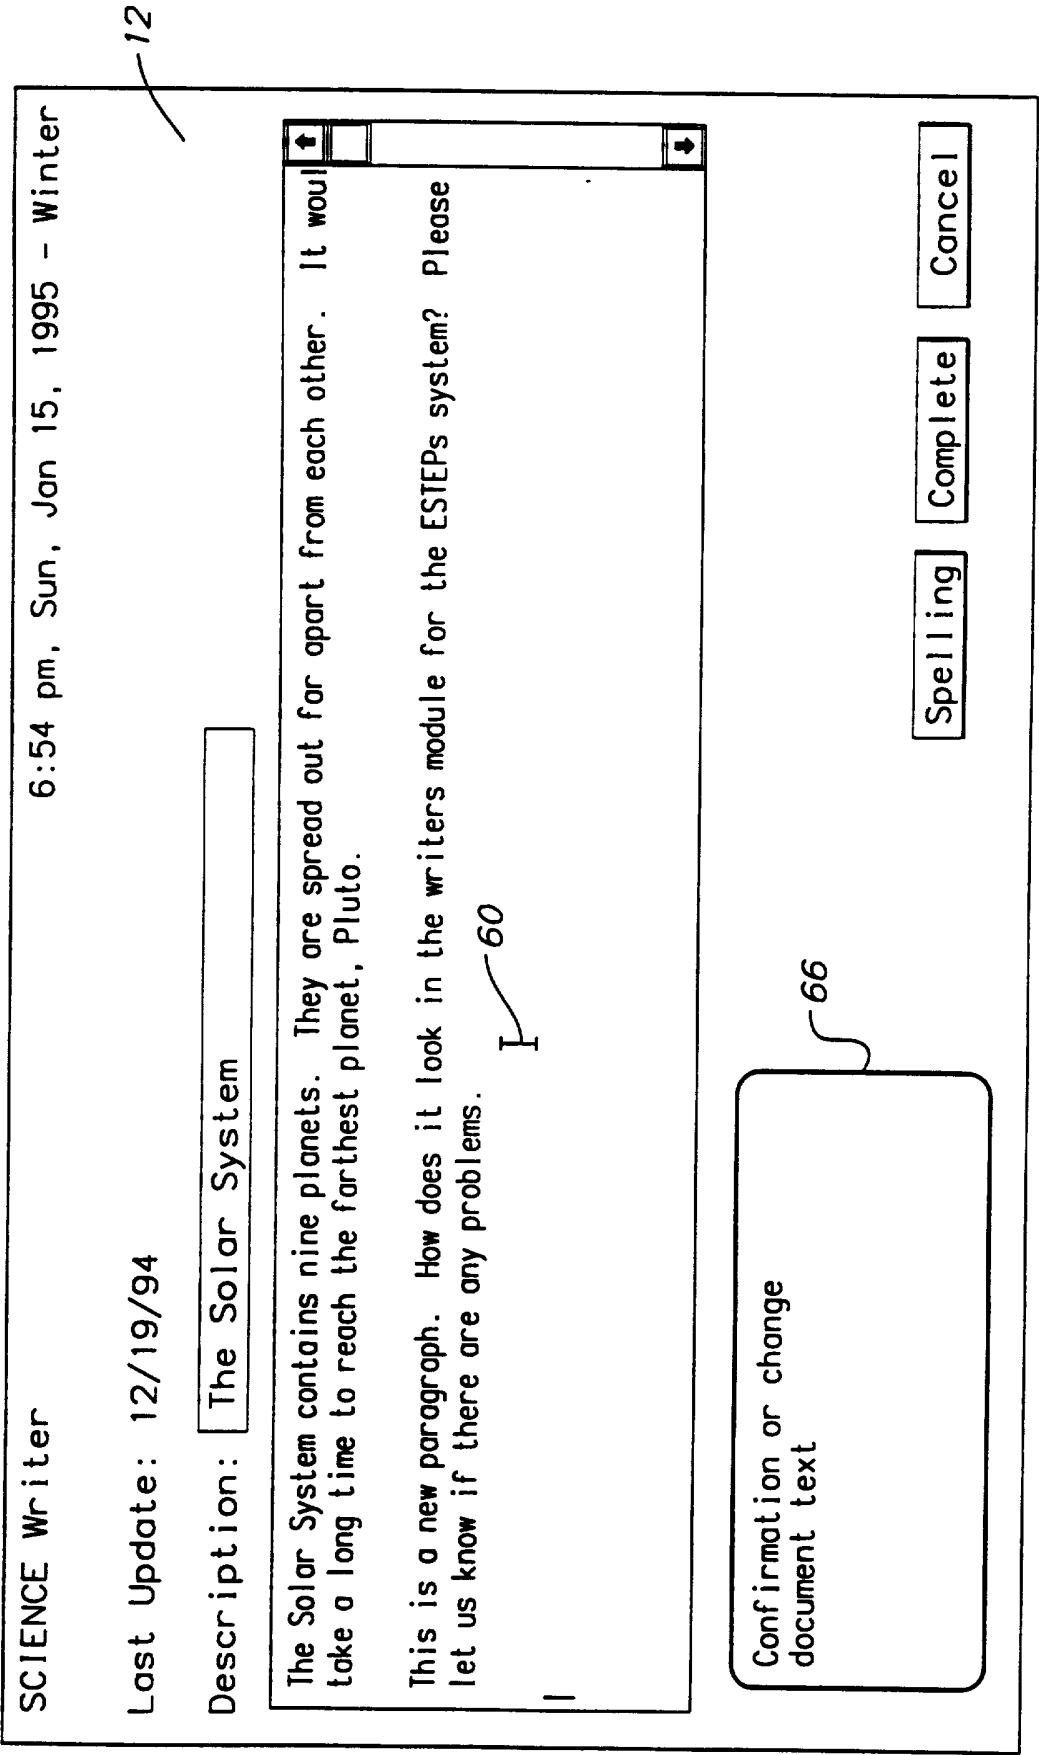 12
SCIENCE Writer 6:54 pm, Sun, Jan 15, 1995 - Winter
Last Update: 12/19/94
Description: The Solar System
The Solar System contains nine planets. They are spread out far apart from each other. It woul
take a long time to reach the farthest planet, Pluto.
This is a new paragraph. How does it look in the writers module for the ESTEPs system? Please
let us know if there are any problems.
60
66
Confirmation or change
document text
Spelling Complete Cancel